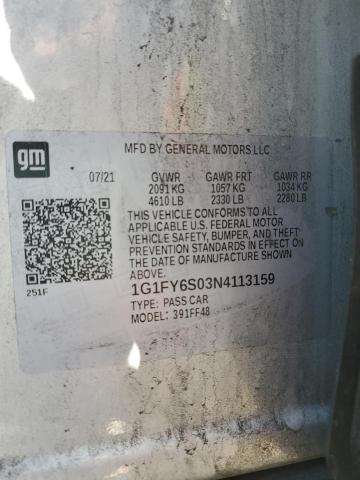 gm
MFD BY GENERAL MOTORS LLC
07/21 GVWR GAWR FRT GAWR RR
2091 KG 1057 KG 1034 KG
4610 LB 2330 LB 2280 LB
THIS VEHICLE CONFORMS TO ALL
APPLICABLE U.S. FEDERAL MOTOR
VEHICLE SAFETY, BUMPER, AND THEFT
PREVENTION STANDARDS IN EFFECT ON
THE DATE OF MANUFACTURE SHOWN
ABOVE.
1G1FY6S03N4113159
TYPE: PASS CAR
251F MODEL: 391FF48